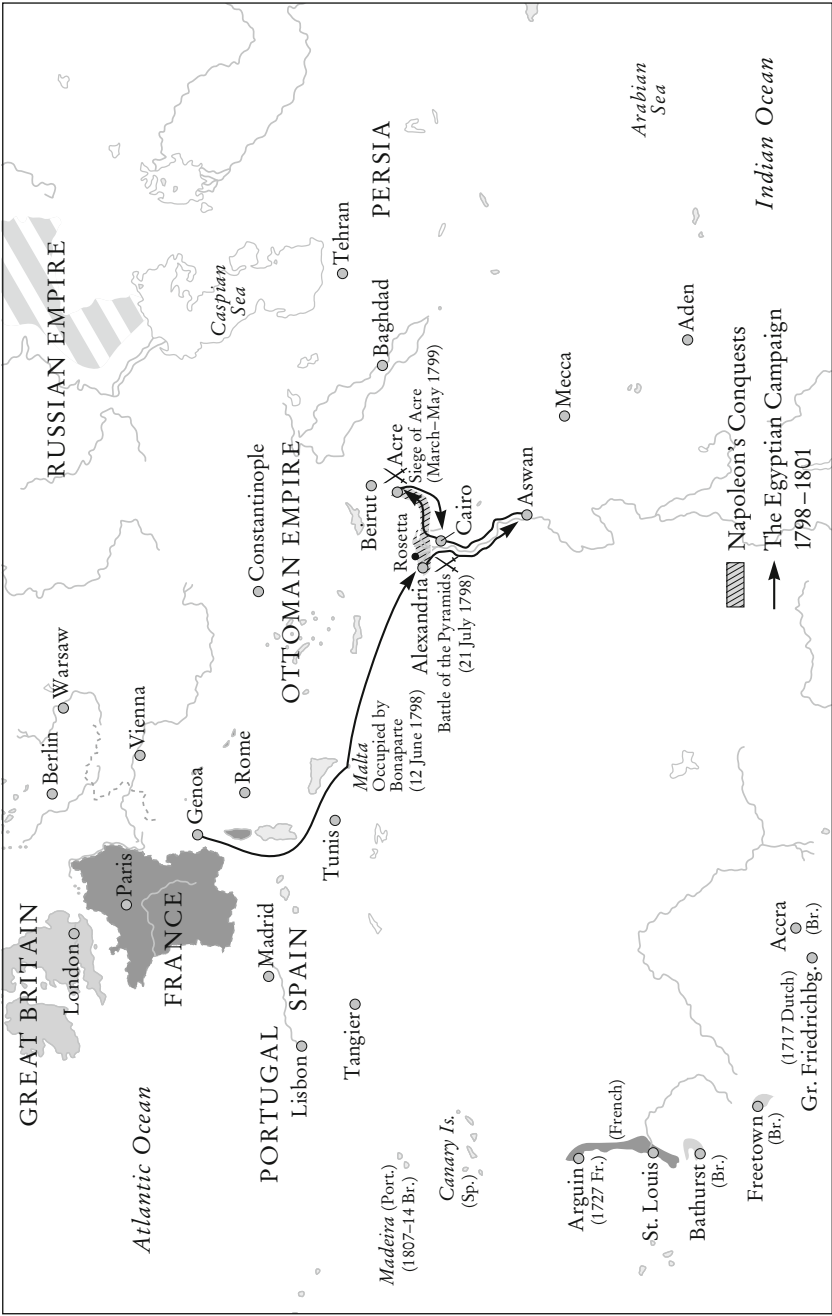 GREAT BRITAIN
London
Berlin
Warsaw
RUSSIAN EMPIRE
Atlantic Ocean
Paris
FRANCE
Vienna
Genoa
Caspian
Sea
PORTUGAL
Lisbon
SPAIN
Madrid
Rome
Constantinople
OTTOMAN EMPIRE
Tehran
PERSIA
Tangier
Tunis
Malta
Occupied by
Bonaparte
(12 June 1798)
Beirut
Baghdad
Madeira (Port.)
(1807–14 Br.)
Canary Is.
(Sp.)
Rosetta
Acre
Siege of Acre
(March–May 1799)
Alexandria
Battle of the Pyramids
(21 July 1798)
Cairo
Aswan
Mecca
Arabian
Sea
Arguin
(1727 Fr.)
(French)
St. Louis
Bathurst
(Br.)
Freetown
(Br.)
Aden
Indian Ocean
(1717 Dutch)
Gr. Friedrichbg.
Accra
(Br.)
Napoleon's Conquests
The Egyptian Campaign
1798–1801